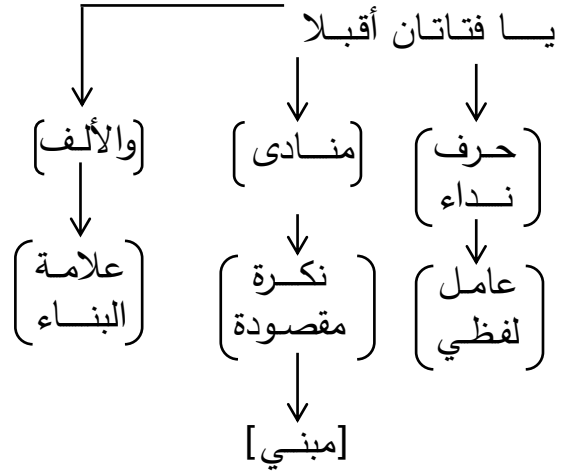 يا فتاتان أقبلا
حرف
نداء
عامل
لفظي
منادى
نكرة
مقصودة
[مبني]
والألف
علامة
البناء